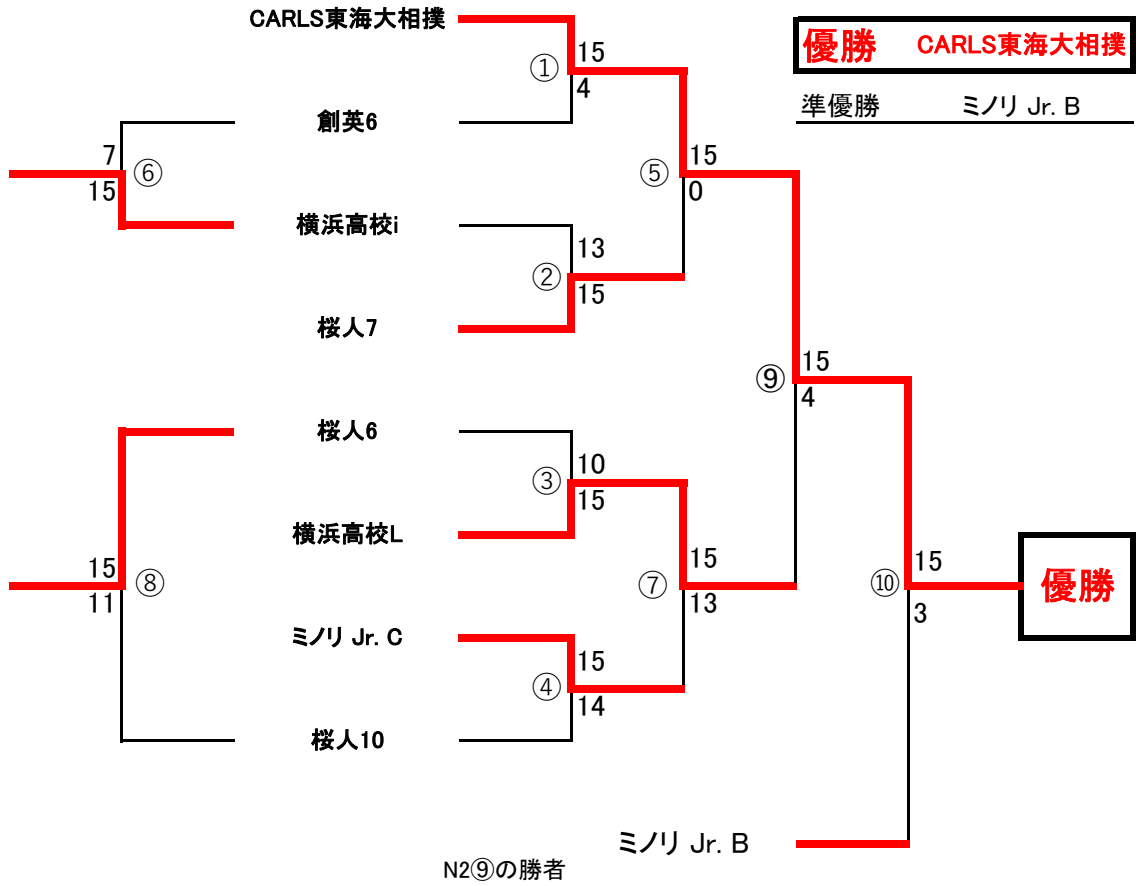 CARLS東海大相撲
優勝 CARLS東海大相撲
準優勝 ミノリ Jr. B
① 15
4
創英6
7
⑥
15
⑤ 15
0
横浜高校i
13
②
15
桜人7
⑨ 15
4
桜人6
10
③
15
横浜高校L
15
⑧
11
⑦ 15
13
⑩ 15
3
優勝
ミノリ Jr. C
15
④
14
桜人10
ミノリ Jr. B
N2⑨の勝者